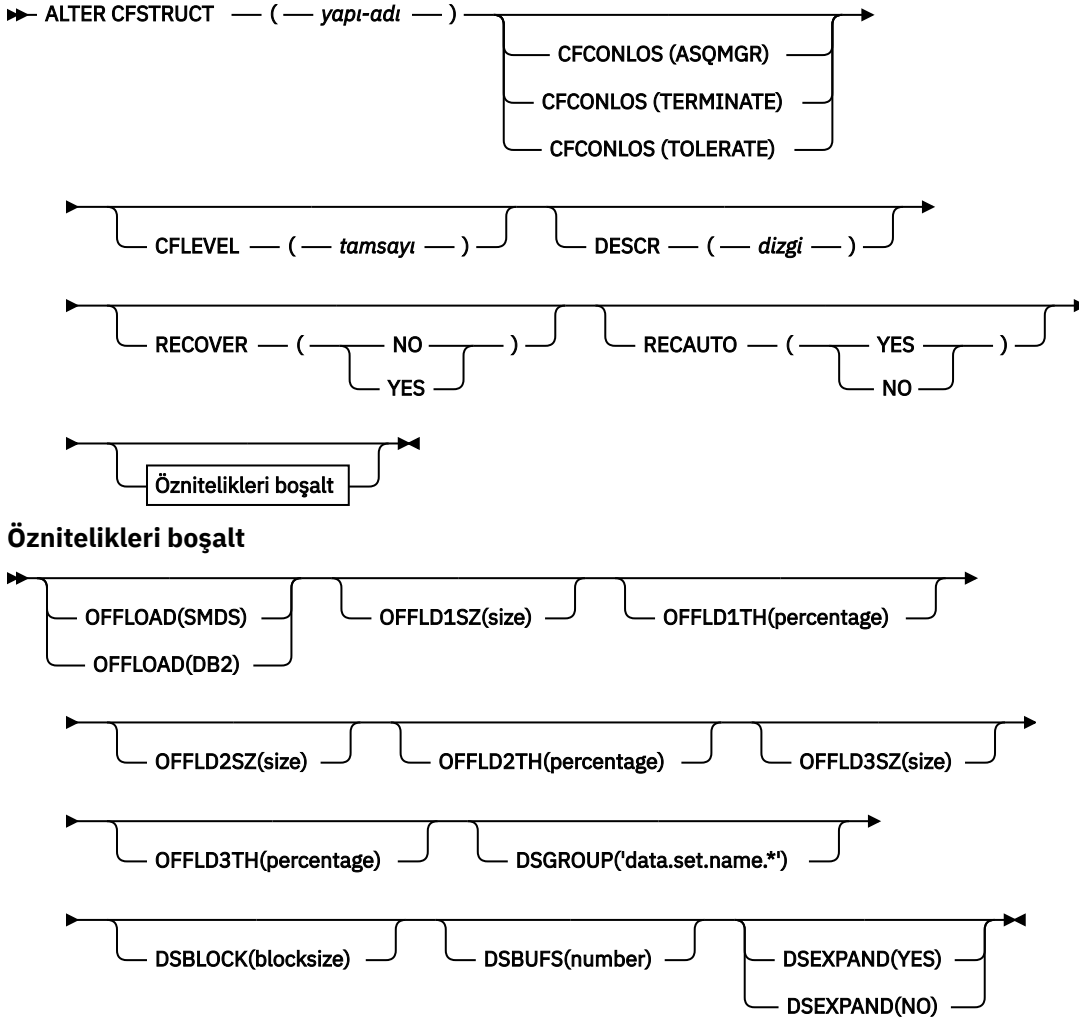 ALTER CFSTRUCT ( yapı-adı )
CFCONLOS (ASQMGR)
CFCONLOS (TERMINATE)
CFCONLOS (TOLERATE)
CFLEVEL ( tamsayı ) DESCR ( dizgi )
RECOVER ( NO ) RECAUTO ( YES )
YES NO
Öznitelikleri boşalt
Öznitelikleri boşalt
OFFLOAD(SMDS) OFFLD1SZ(size) OFFLD1TH(percentage)
OFFLOAD(DB2)
OFFLD2SZ(size) OFFLD2TH(percentage) OFFLD3SZ(size)
OFFLD3TH(percentage) DSGROUP('data.set.name.*')
DSBLOCK(blocksize) DSBUFS(number) DSEXPAND(YES)
DSEXPAND(NO)